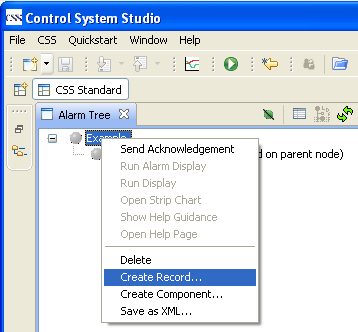 CSS Control System Studio
File CSS Quickstart Window Help
CSS Standard
Alarm Tree
Example
Send Acknowledgement
Run Alarm Display d on parent node)
Run Display
Open Strip Chart
Show Help Guidance
Open Help Page
Delete
Create Record...
Create Component...
Save as XML...